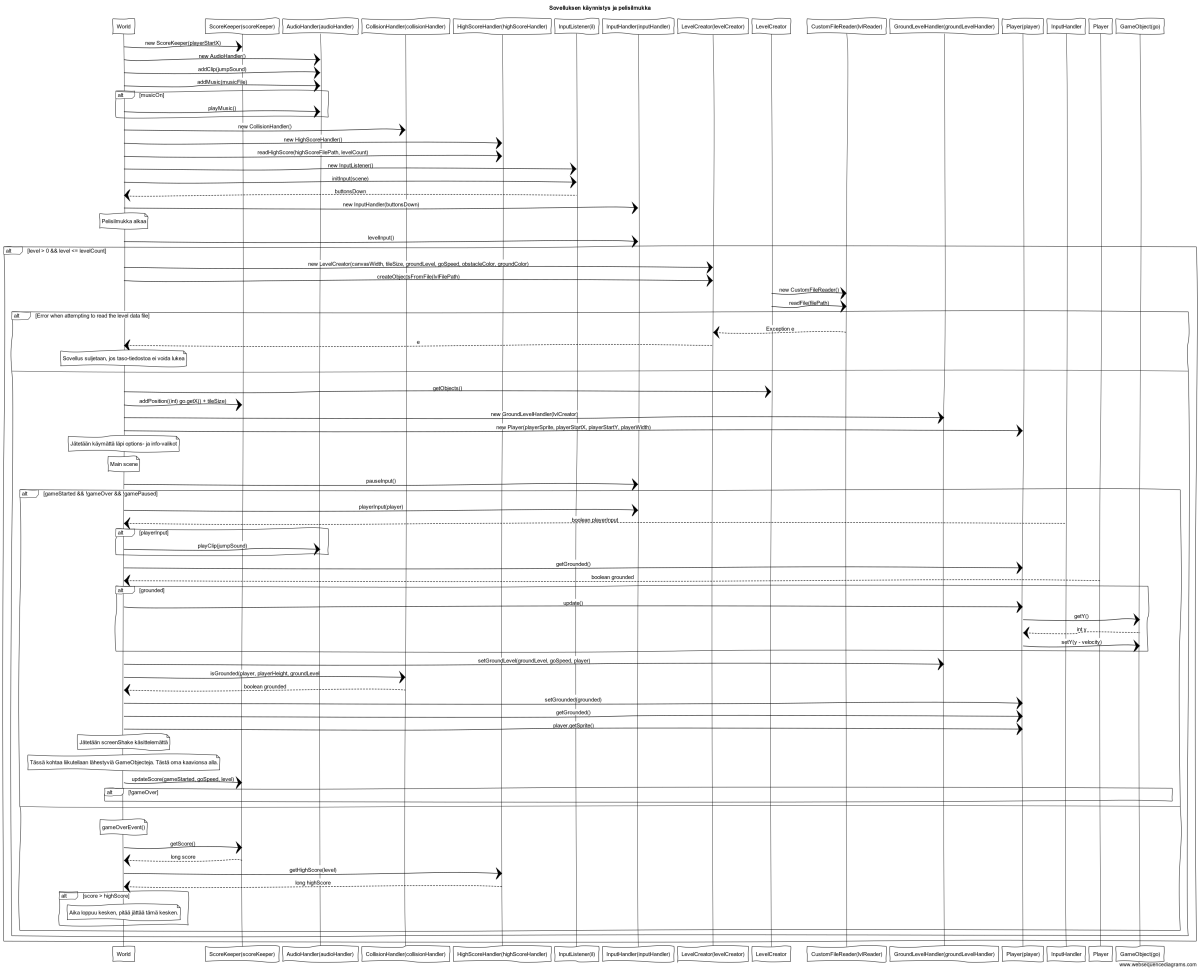 Sovelluksen käynnistys ja pelisilmukka
World
ScoreKeeper(scoreKeeper)
AudioHandler(audioHandler)
CollisionHandler(collisionHandler)
HighScoreHandler(highScoreHandler)
InputListener(il)
InputHandler(inputHandler)
LevelCreator(levelCreator)
LevelCreator
CustomFileReader(lvlReader)
GroundLevelHandler(groundLevelHandler)
Player(player)
InputHandler
Player
GameObject(go)
new ScoreKeeper(playerStartX)
new AudioHandler()
addClip(jumpSound)
addMusic(musicFile)
alt
[musicOn]
playMusic()
new CollisionHandler()
new HighScoreHandler()
readHighScore(highScoreFilePath, levelCount)
new InputListener()
initInput(scene)
buttonsDown
new InputHandler(buttonsDown)
Pelisilmukka alkaa
levelInput()
alt
[level > 0 && level <= levelCount]
new LevelCreator(canvasWidth, tileSize, groundLevel, goSpeed, obstacleColor, groundColor)
createObjectsFromFile(lvlFilePath)
new CustomFileReader()
readFile(filePath)
alt
[Error when attempting to read the level data file]
Exception e
e
Sovellus suljetaan, jos taso-tiedostoa ei voida lukea
getObjects()
addPosition((int) go.getX() + tileSize)
new GroundLevelHandler(lvlCreator)
new Player(playerSprite, playerStartX, playerStartY, playerWidth)
Jätetään käymättä läpi options- ja info-valikot
Main scene
pauseInput()
alt
[gameStarted && !gameOver && !gamePaused]
playerInput(player)
boolean playerInput
alt
[playerInput]
playClip(jumpSound)
getGrounded()
boolean grounded
alt
[grounded]
update()
getY()
int y
setY(y - velocity)
setGroundLevel(groundLevel, goSpeed, player)
isGrounded(player, playerHeight, groundLevel
boolean grounded
setGrounded(grounded)
getGrounded()
player.getSprite()
Jätetään screenShake käsittelemättä
Tässä kohtaa liikutellaan lähestyviä GameObjecteja. Tästä oma kaavionsa alla.
updateScore(gameStarted, goSpeed, level)
alt
[!gameOver]
gameOverEvent()
getScore()
long score
getHighScore(level)
long highScore
alt
[score > highScore]
Aika loppuu kesken, pitää jättää tämä kesken.
World
ScoreKeeper(scoreKeeper)
AudioHandler(audioHandler)
CollisionHandler(collisionHandler)
HighScoreHandler(highScoreHandler)
InputListener(il)
InputHandler(inputHandler)
LevelCreator(levelCreator)
LevelCreator
CustomFileReader(lvlReader)
GroundLevelHandler(groundLevelHandler)
Player(player)
InputHandler
Player
GameObject(go)
www.websequencediagrams.com